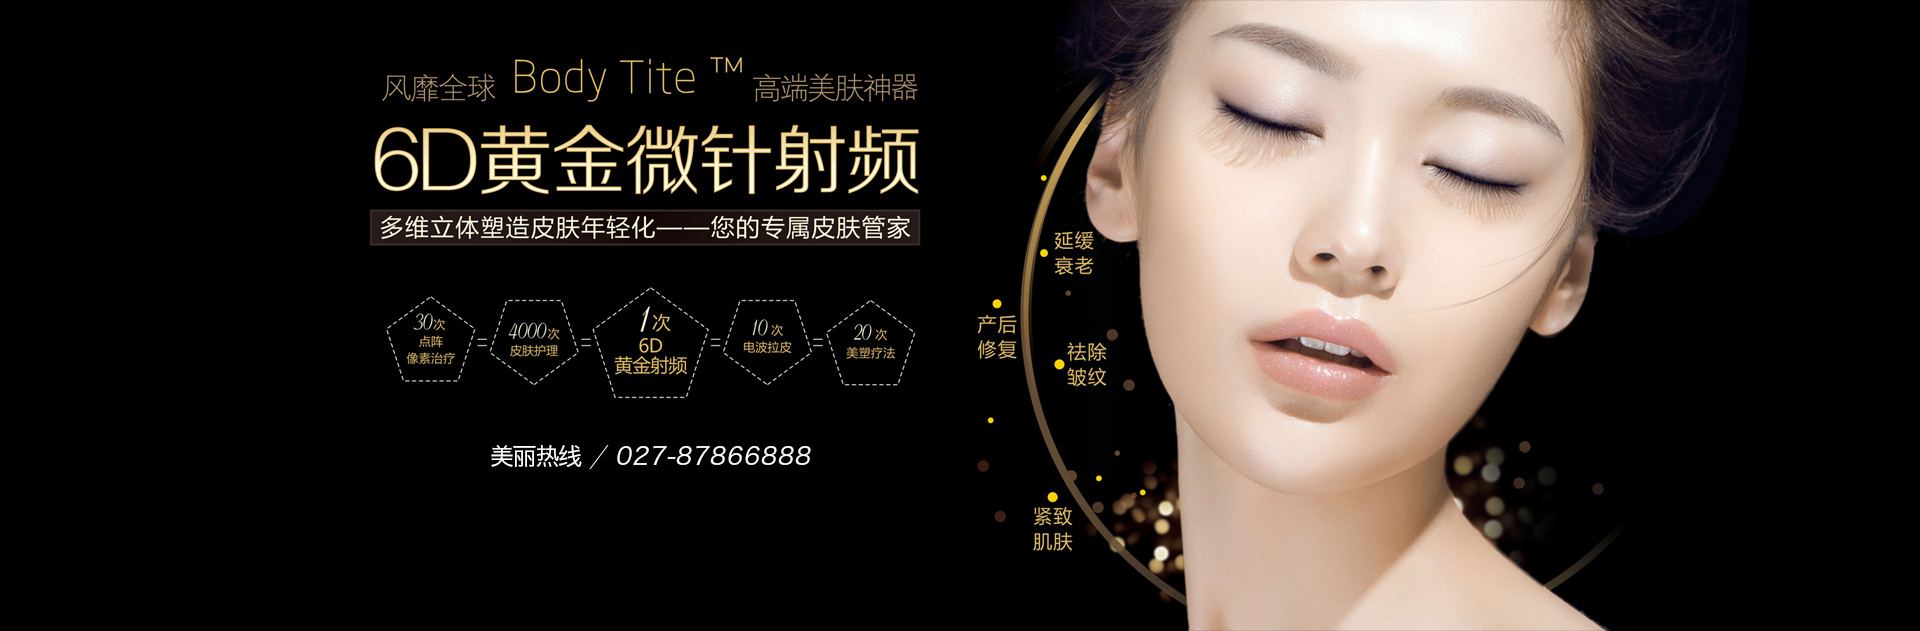 风靡全球 Body Tite ™ 高端美肤神器
6D黄金微针射频
多维立体塑造皮肤年轻化——您的专属皮肤管家
30次
点阵
像素治疗
=
4000次
皮肤护理
=
1次
6D
黄金射频
=
10次
电波拉皮
=
20次
美塑疗法
美丽热线 / 027-87866888
延缓
衰老
产后
修复
祛除
皱纹
紧致
肌肤